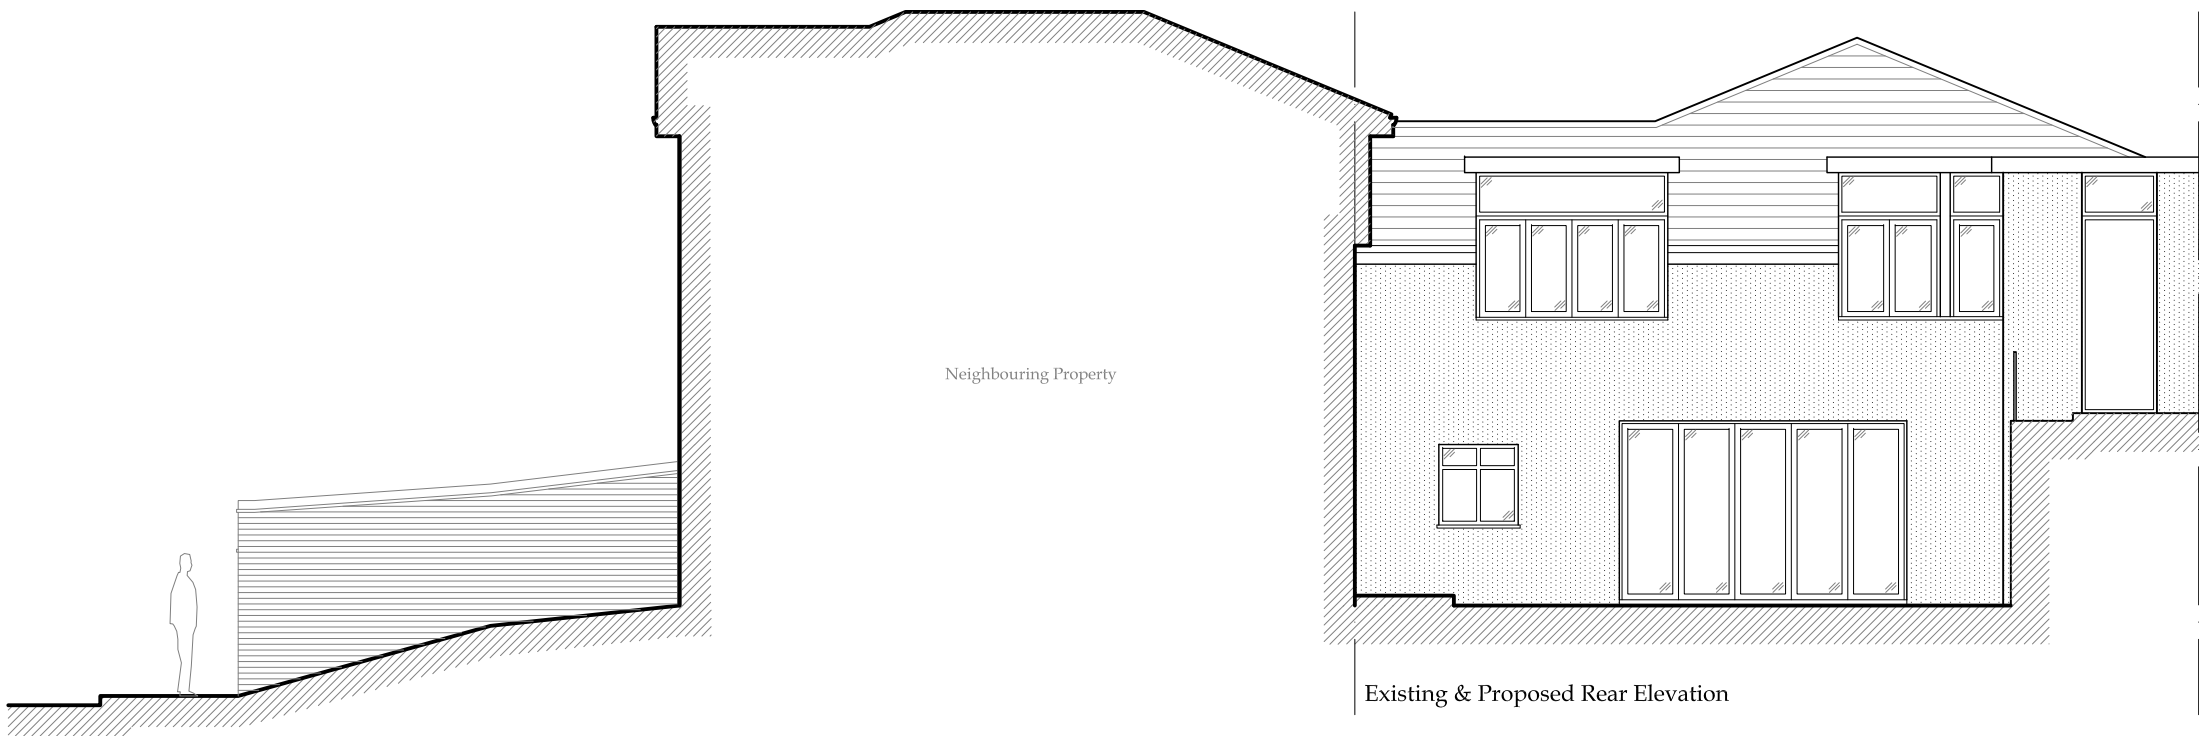 Neighbouring Property
Existing & Proposed Rear Elevation